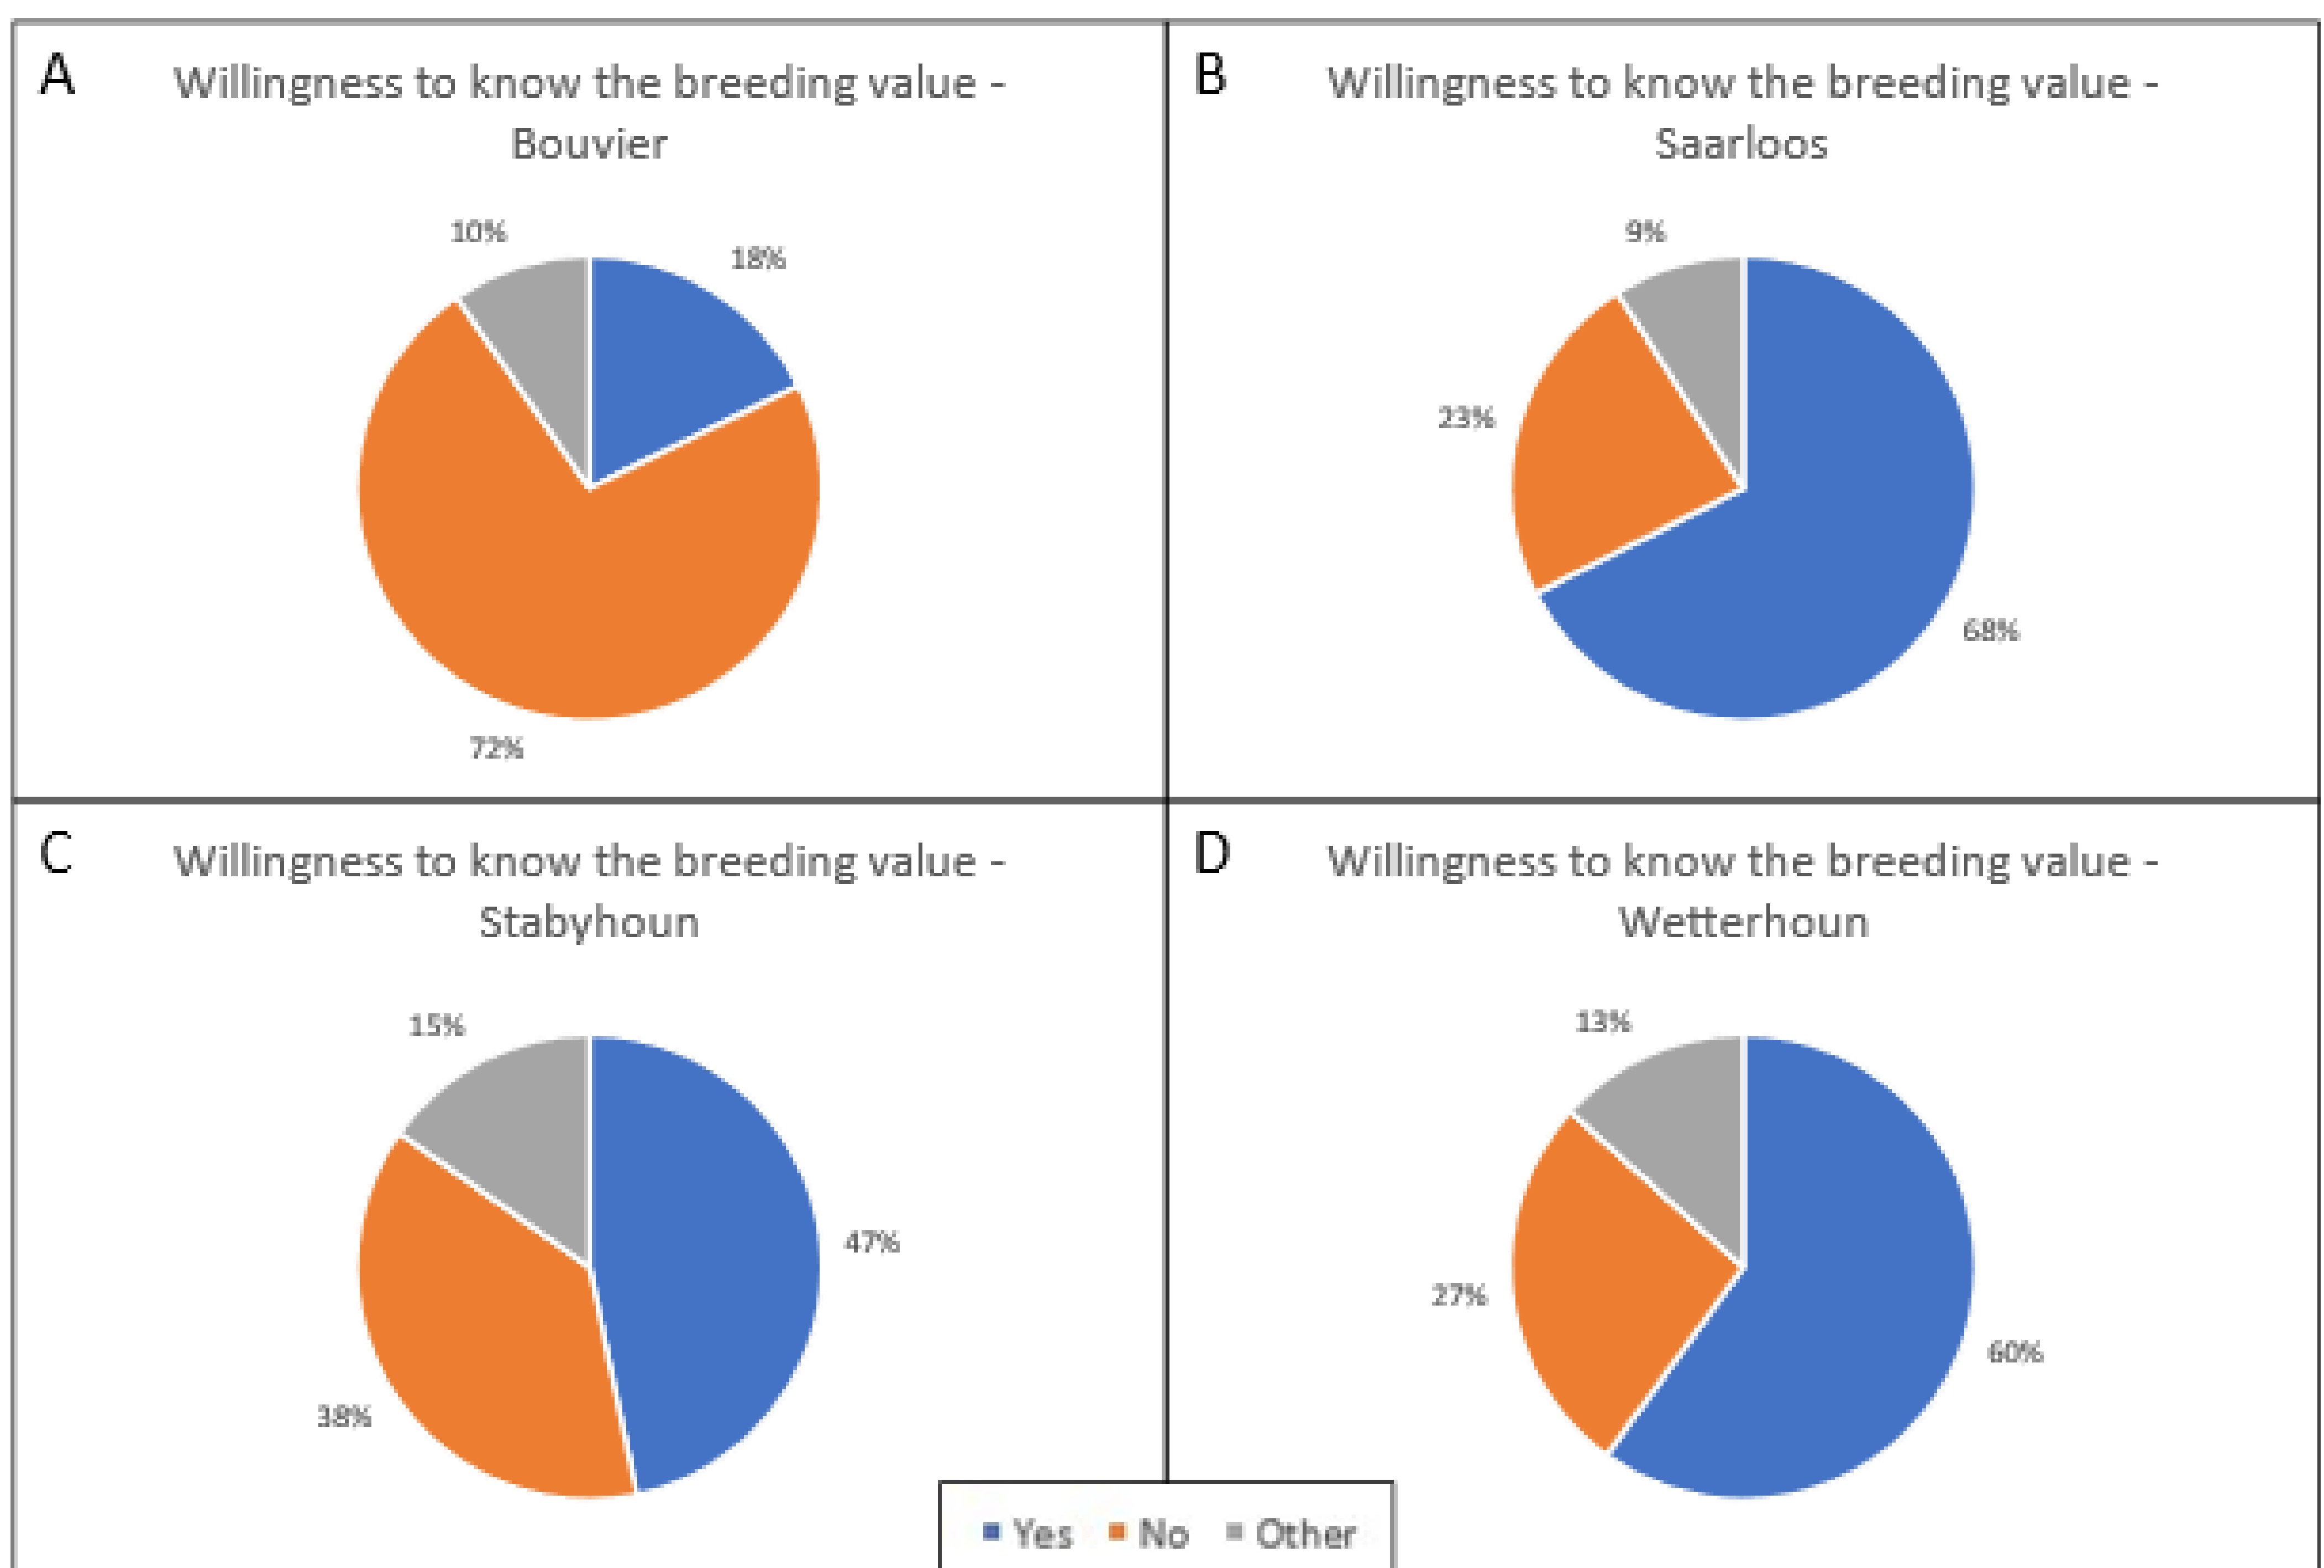 A
Willingness to know the breeding value -
Bouvier
10%
18%
72%
B
Willingness to know the breeding value -
Saarloos
9%
23%
68%
C
Willingness to know the breeding value -
Stabyhoun
15%
47%
38%
D
Willingness to know the breeding value -
Wetterhoun
13%
27%
60%
Yes No Other